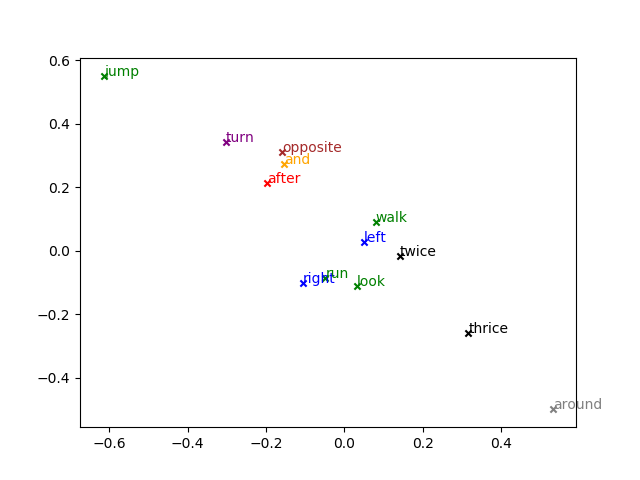 0.6
jump
0.4
turn
opposite
and
0.2
after
walk
left
0.0
twice
right
run
look
−0.2
thrice
−0.4
around
−0.6 −0.4 −0.2 0.0 0.2 0.4